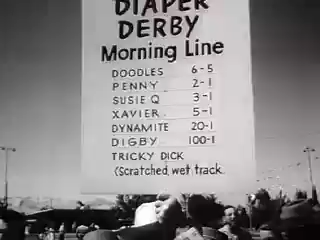 DIAPER
DERBY
Morning Line
DOODLES 6-5
PENNY 2-1
SUSIE Q 3-1
XAVIER 5-1
DYNAMITE 20-1
DIGBY 100-1
TRICKY DICK
(Scratched, wet track.